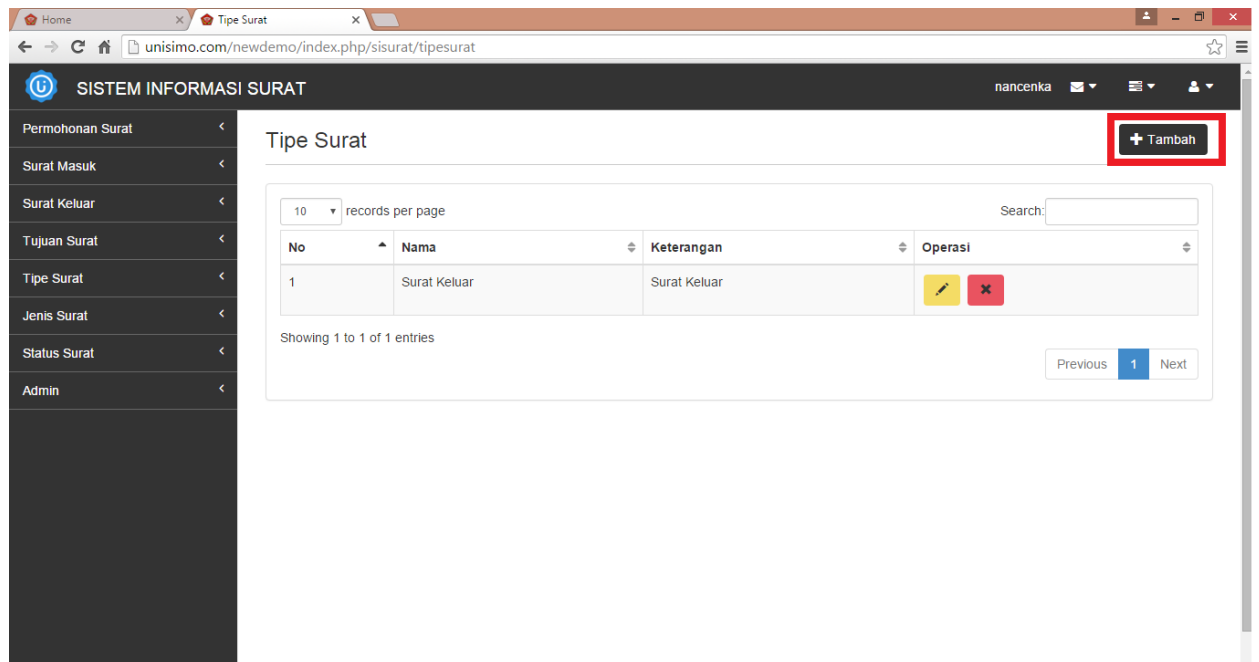 Home
Tipe Surat
unisimo.com/newdemo/index.php/sisurat/tipesurat
SISTEM INFORMASI SURAT
nancenka
Permohonan Surat
Surat Masuk
Surat Keluar
Tujuan Surat
Tipe Surat
Jenis Surat
Status Surat
Admin
Tipe Surat
Tambah
10 records per page
Search:
No Nama Keterangan Operasi
1 Surat Keluar Surat Keluar
Showing 1 to 1 of 1 entries
Previous 1 Next